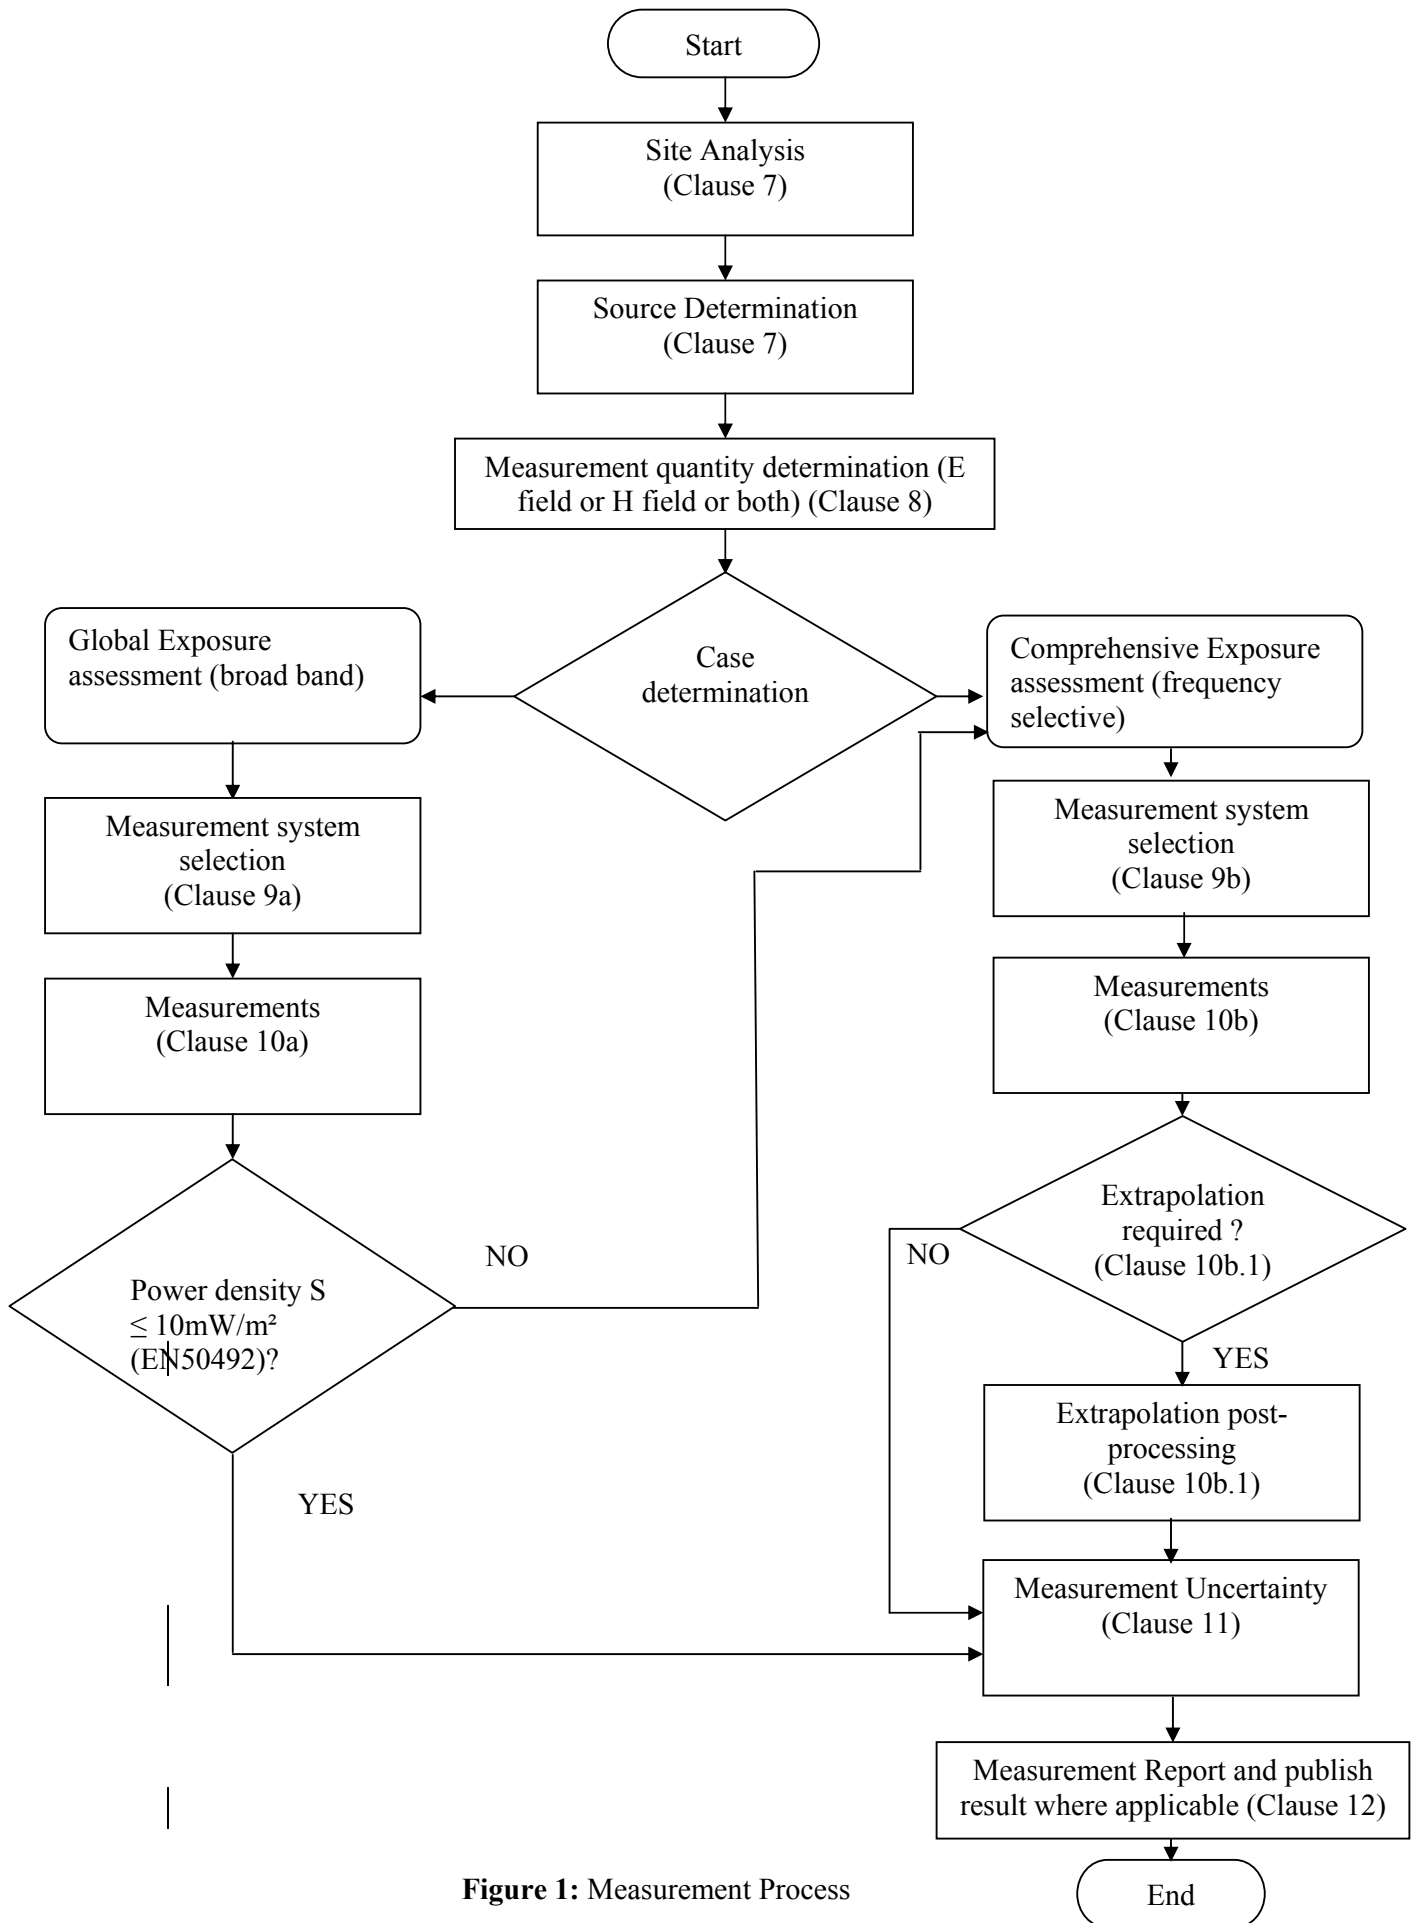 Start
Site Analysis
(Clause 7)
Source Determination
(Clause 7)
Measurement quantity determination (E
field or H field or both) (Clause 8)
Case
determination
Global Exposure
assessment (broad band)
Comprehensive Exposure
assessment (frequency
selective)
Measurement system
selection
(Clause 9a)
Measurement system
selection
(Clause 9b)
Measurements
(Clause 10a)
Measurements
(Clause 10b)
Power density S
≤ 10mW/m²
(EN50492)?
NO
YES
Extrapolation
required ?
(Clause 10b.1)
NO
YES
Extrapolation post-
processing
(Clause 10b.1)
Measurement Uncertainty
(Clause 11)
Measurement Report and publish
result where applicable (Clause 12)
End
Figure 1: Measurement Process